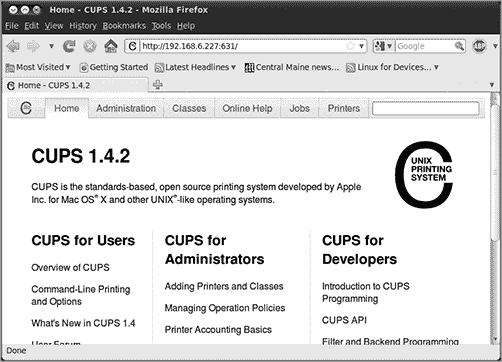 Home - CUPS 1.4.2 - Mozilla Firefox
File Edit View History Bookmarks Tools Help
http://192.168.6.227:631/ Google
Most Visited Getting Started Latest Headlines Central Maine news... Linux for Devices...
Home - CUPS 1.4.2
Home Administration Classes Online Help Jobs Printers
CUPS 1.4.2
UNIX
PRINTING
SYSTEM
CUPS is the standards-based, open source printing system developed by Apple
Inc. for Mac OS® X and other UNIX®-like operating systems.
CUPS for Users
Overview of CUPS
Command-Line Printing
and Options
What's New in CUPS 1.4
User Forum
CUPS for
Administrators
Adding Printers and Classes
Managing Operation Policies
Printer Accounting Basics
CUPS for
Developers
Introduction to CUPS
Programming
CUPS API
Filter and Backend Programming
Done